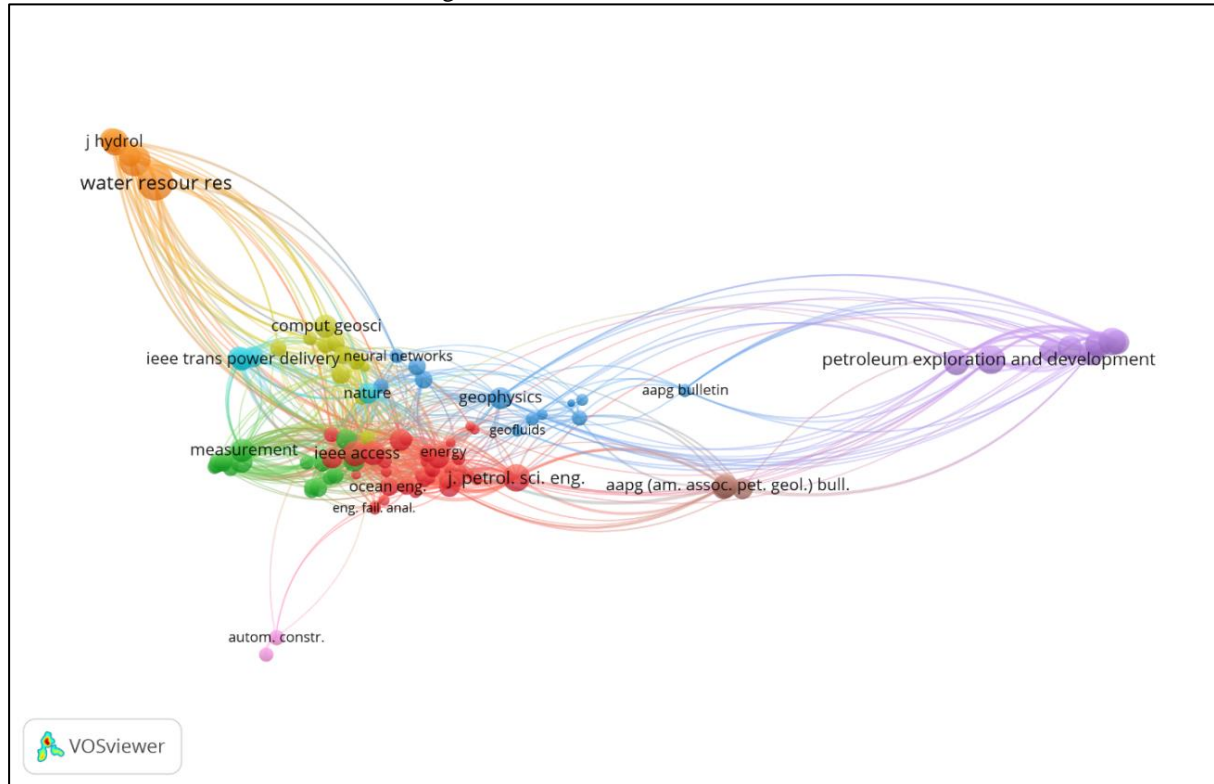 j hydrol
water resour res
comput geosci
ieee trans power delivery
neural networks
petroleum exploration and development
nature
geophysics
aapg bulletin
geofluids
measurement
ieee access
energy
j. petrol. sci. eng.
ocean eng.
aapg (am. assoc. pet. geol.) bull.
eng. fail. anal.
autom. constr.
VOSviewer